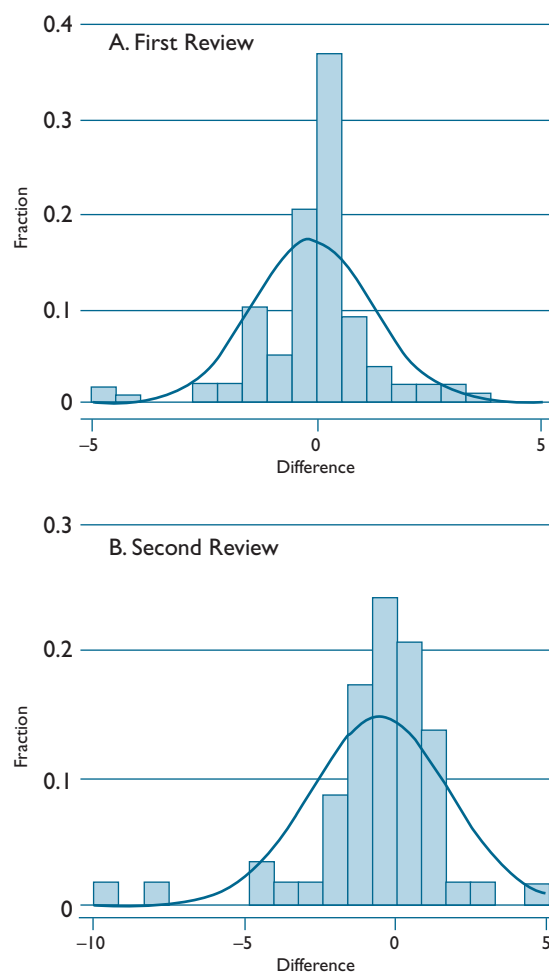 0.4
A. First Review
0.3
Fraction
0.2
0.1
0
–5
0
5
Difference
0.3
B. Second Review
0.2
Fraction
0.1
0
–10
–5
0
5
Difference